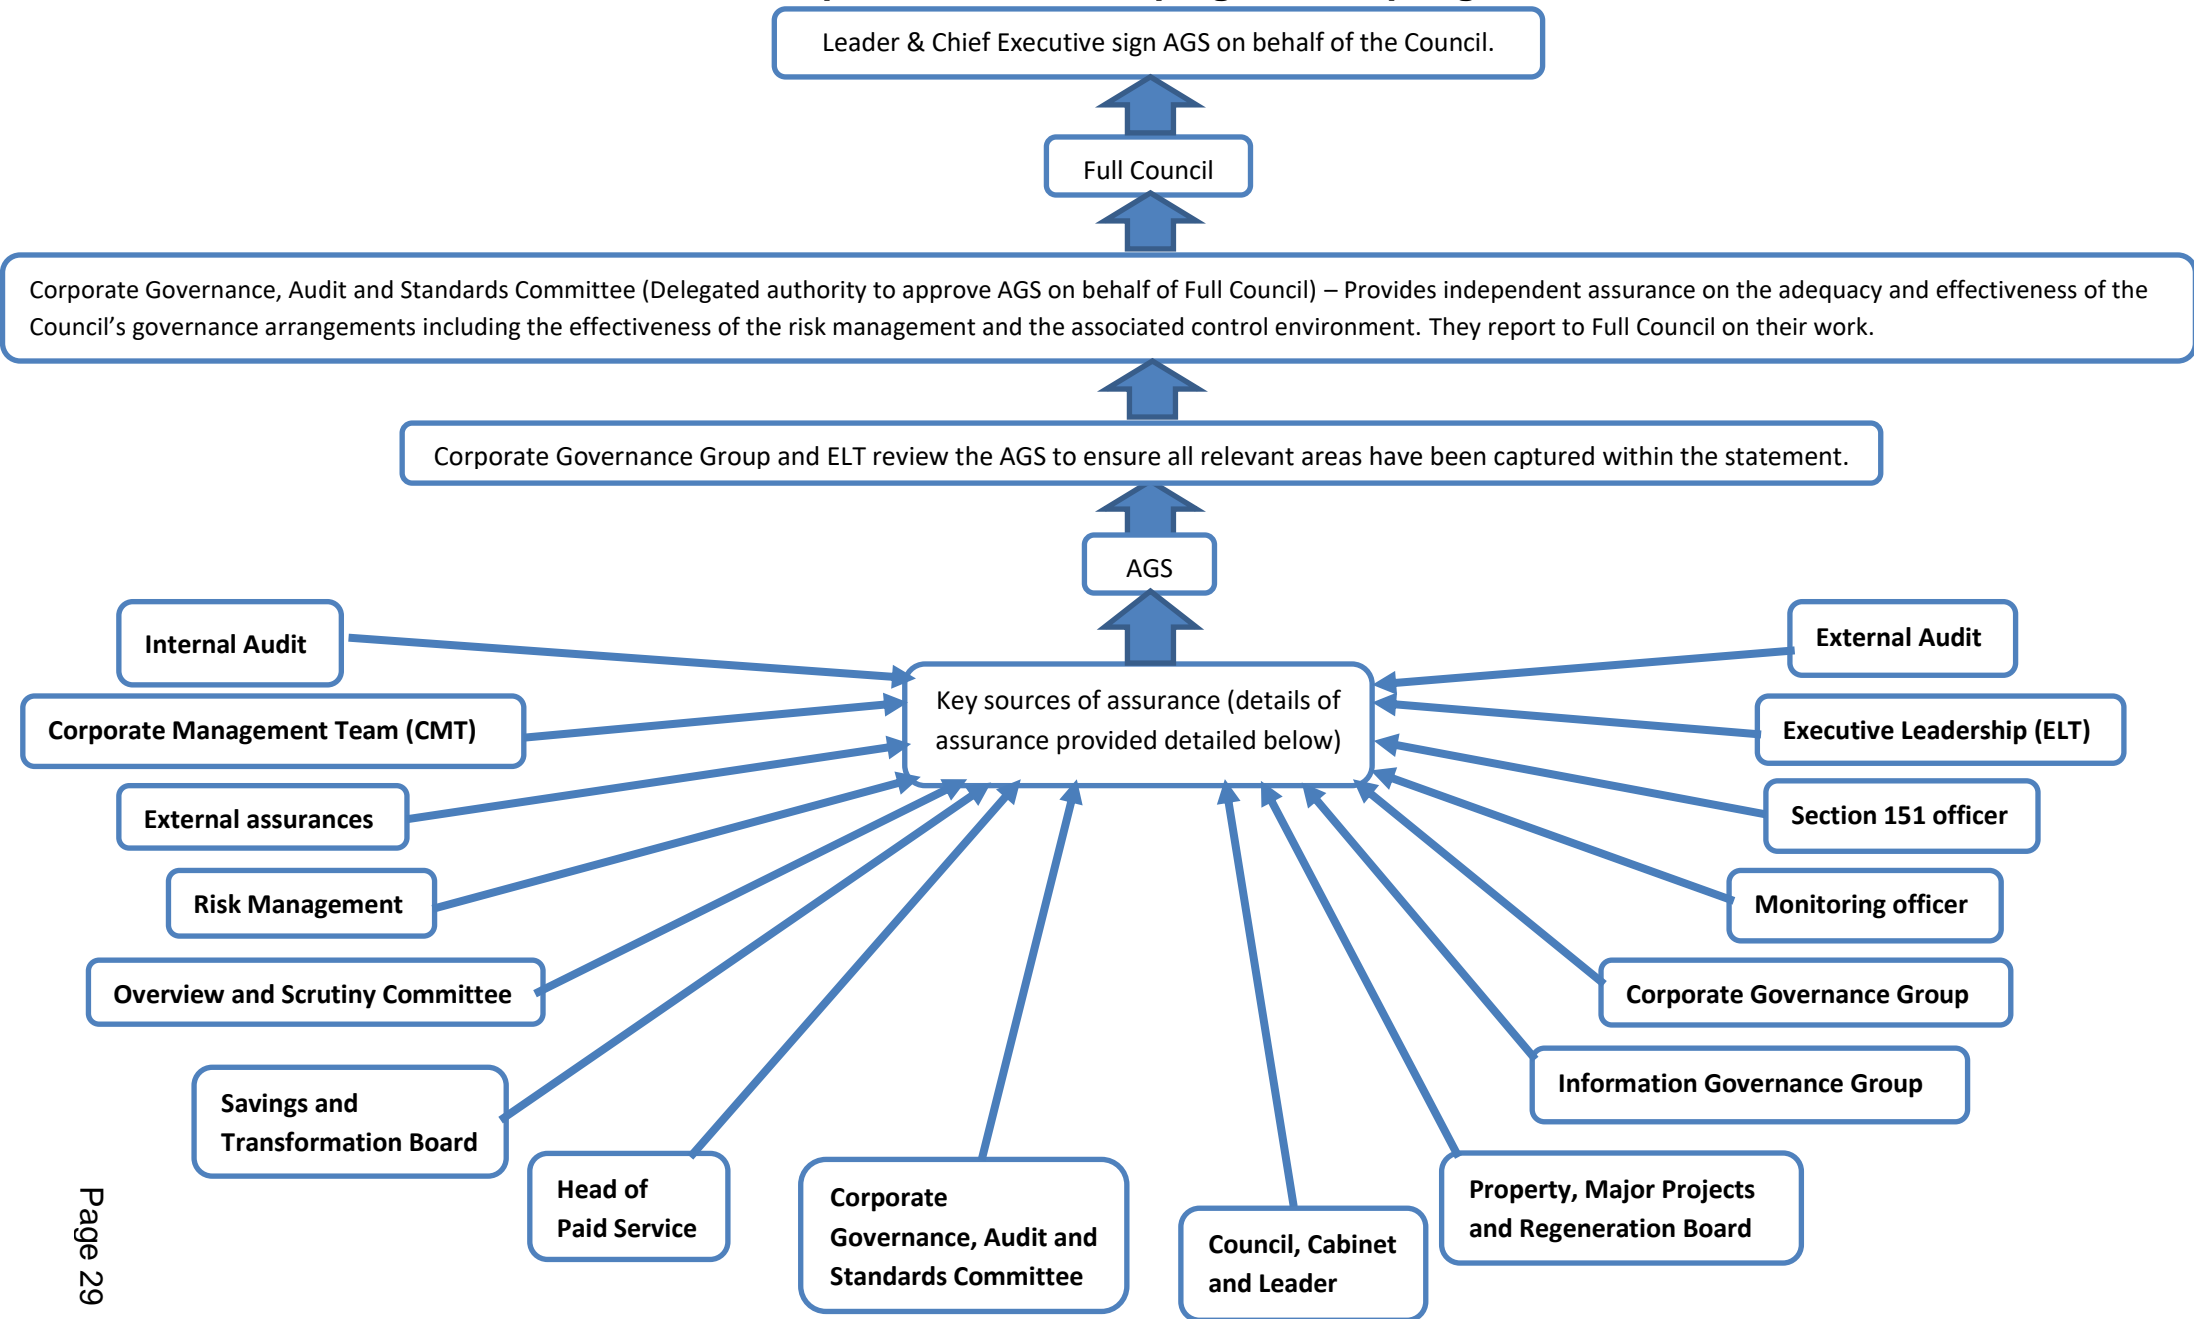 Leader & Chief Executive sign AGS on behalf of the Council.
Full Council
Corporate Governance, Audit and Standards Committee (Delegated authority to approve AGS on behalf of Full Council) – Provides independent assurance on the adequacy and effectiveness of the
Council’s governance arrangements including the effectiveness of the risk management and the associated control environment. They report to Full Council on their work.
Corporate Governance Group and ELT review the AGS to ensure all relevant areas have been captured within the statement.
AGS
Key sources of assurance (details of
assurance provided detailed below)
Internal Audit
Corporate Management Team (CMT)
External assurances
Risk Management
Overview and Scrutiny Committee
Savings and
Transformation Board
Head of
Paid Service
Corporate
Governance, Audit and
Standards Committee
Council, Cabinet
and Leader
Property, Major Projects
and Regeneration Board
Information Governance Group
Corporate Governance Group
Monitoring officer
Section 151 officer
Executive Leadership (ELT)
External Audit
Page 29